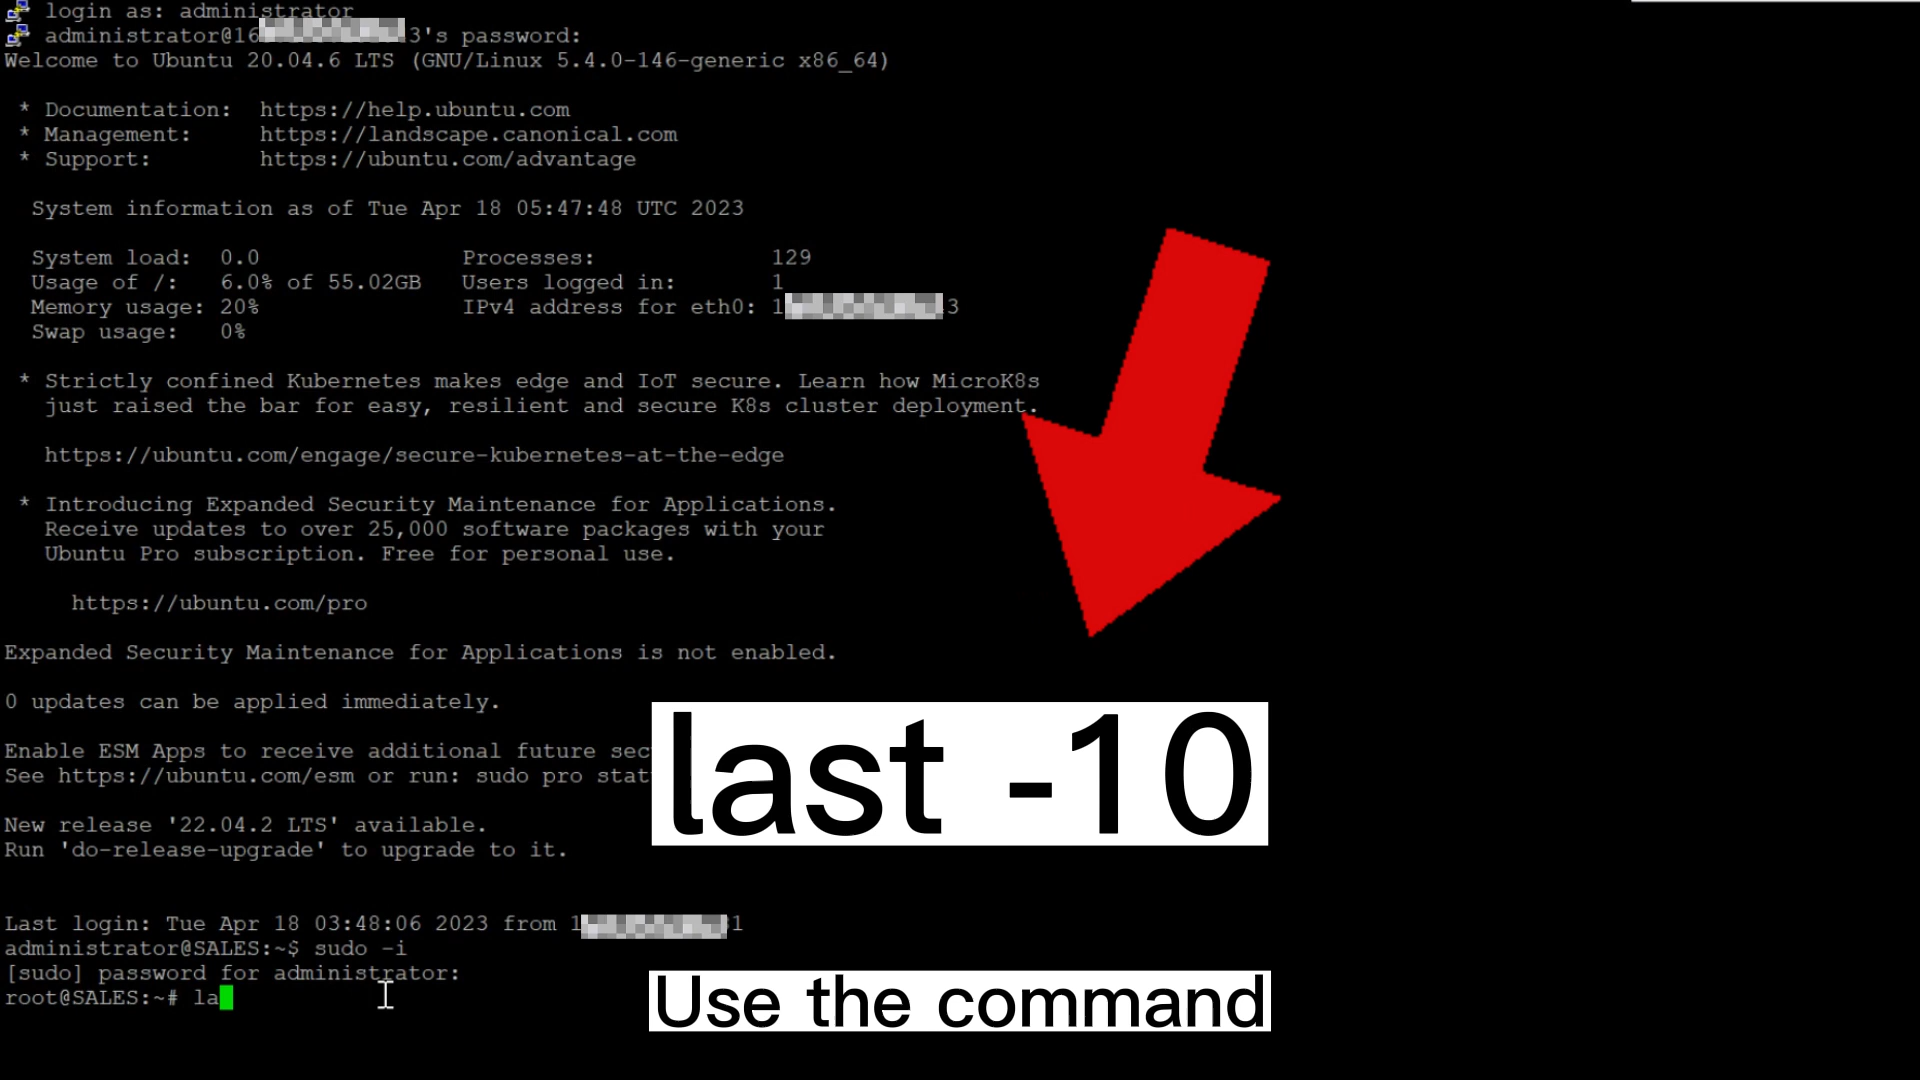 login as: administrator
administrator@16 3's password:
Welcome to Ubuntu 20.04.6 LTS (GNU/Linux 5.4.0-146-generic x86_64)
* Documentation: https://help.ubuntu.com
* Management: https://landscape.canonical.com
* Support: https://ubuntu.com/advantage
System information as of Tue Apr 18 05:47:48 UTC 2023
System load: 0.0 Processes: 129
Usage of /: 6.0% of 55.02GB Users logged in: 1
Memory usage: 20% IPv4 address for eth0: 1 3
Swap usage: 0%
* Strictly confined Kubernetes makes edge and IoT secure. Learn how MicroK8s
just raised the bar for easy, resilient and secure K8s cluster deployment.
https://ubuntu.com/engage/secure-kubernetes-at-the-edge
* Introducing Expanded Security Maintenance for Applications.
Receive updates to over 25,000 software packages with your
Ubuntu Pro subscription. Free for personal use.
https://ubuntu.com/pro
Expanded Security Maintenance for Applications is not enabled.
0 updates can be applied immediately.
Enable ESM Apps to receive additional future sec
See https://ubuntu.com/esm or run: sudo pro stat
last -10
New release '22.04.2 LTS' available.
Run 'do-release-upgrade' to upgrade to it.
Last login: Tue Apr 18 03:48:06 2023 from 1 1
administrator@SALES:~$ sudo -i
[sudo] password for administrator:
root@SALES:~# la
Use the command